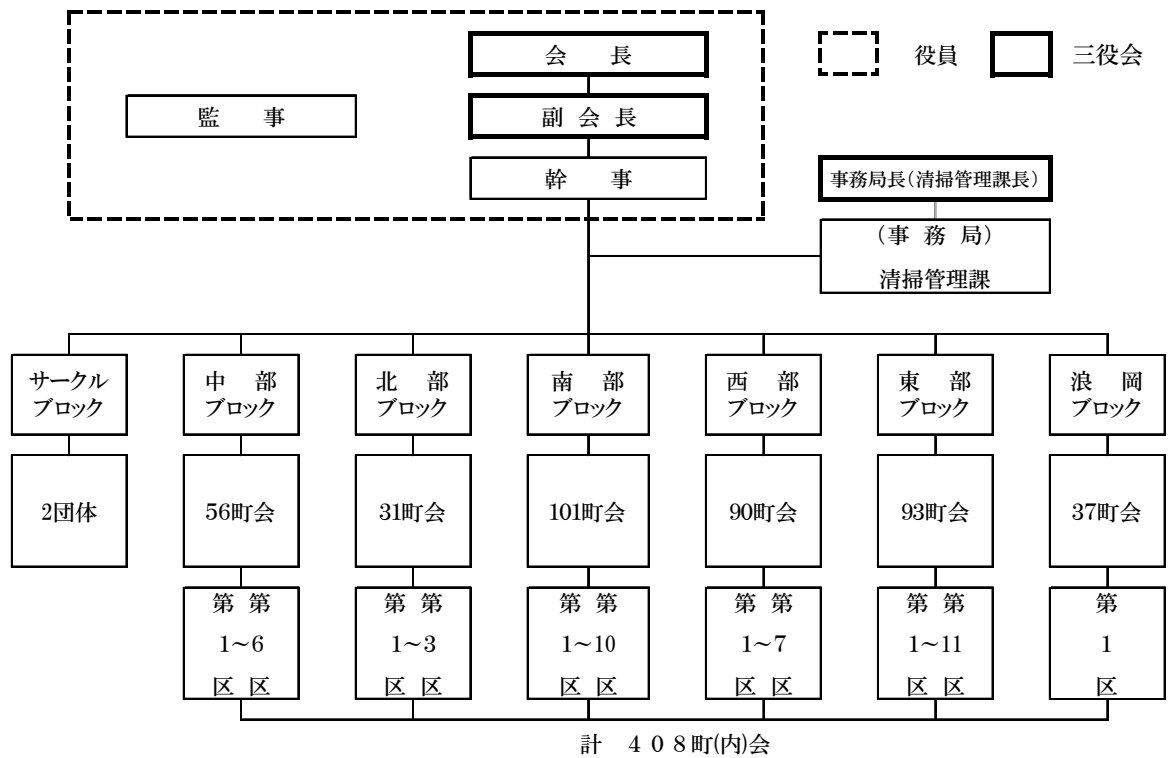 会 長
役員
三役会
監 事
副 会 長
幹 事
事務局長(清掃管理課長)
(事 務 局)
清掃管理課
サークル
ブロック
中 部
ブロック
北 部
ブロック
南 部
ブロック
西 部
ブロック
東 部
ブロック
浪 岡
ブロック
2団体
56町会
31町会
101町会
90町会
93町会
37町会
第 第
1～6
区 区
第 第
1～3
区 区
第 第
1～10
区 区
第 第
1～7
区 区
第 第
1～11
区 区
第
1
区
計 4 0 8町(内)会